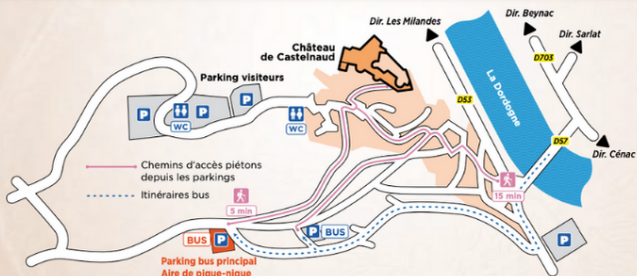 Dir. Beynac
Dir. Les Milandes
Dir. Sarlat
Château
de Castelnaud
D703
Parking visiteurs
La Dordogne
D53
P
P
P
WC
WC
D57
Dir. Cénac
Chemins d'accès piétons
depuis les parkings
Itinéraires bus
15 min
5 min
BUS
P
P
BUS
P
Parking bus principal
Aire de pique-nique